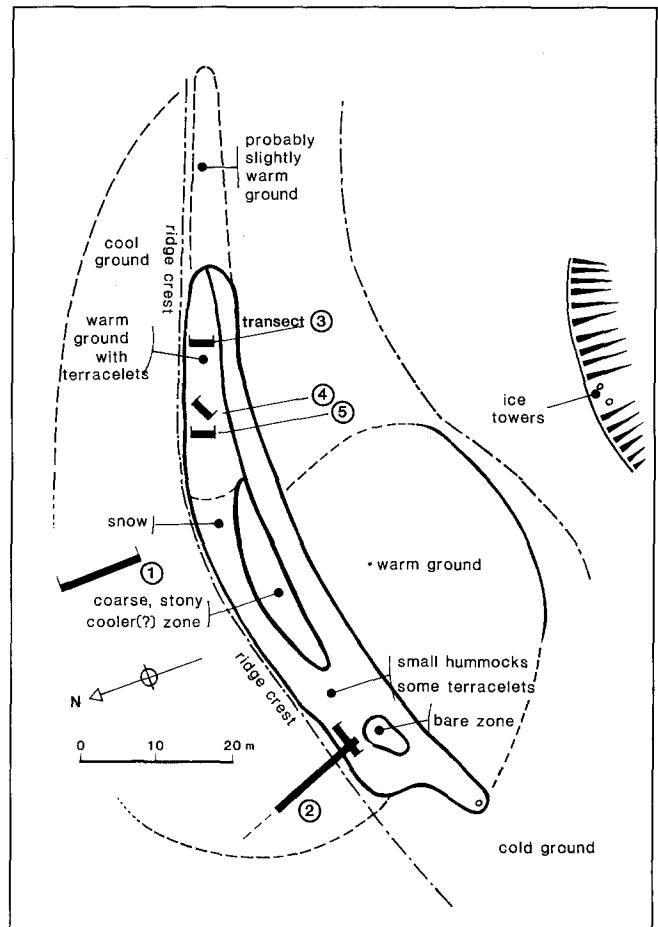 probably
slightly
warm
ground
cool
ground
ridge crest
warm
ground
with
terracelets
transect ③
④
⑤
ice
towers
snow
①
warm ground
coarse, stony
cooler(?) zone
small hummocks
some terracelets
ridge crest
N
bare zone
0 10 20 m
②
cold ground